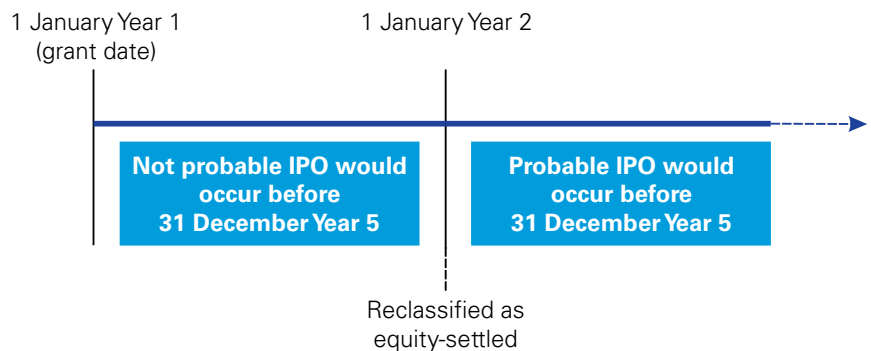 1 January Year 1
(grant date)
1 January Year 2
Not probable IPO would
occur before
31 December Year 5
Probable IPO would
occur before
31 December Year 5
Reclassified as
equity-settled